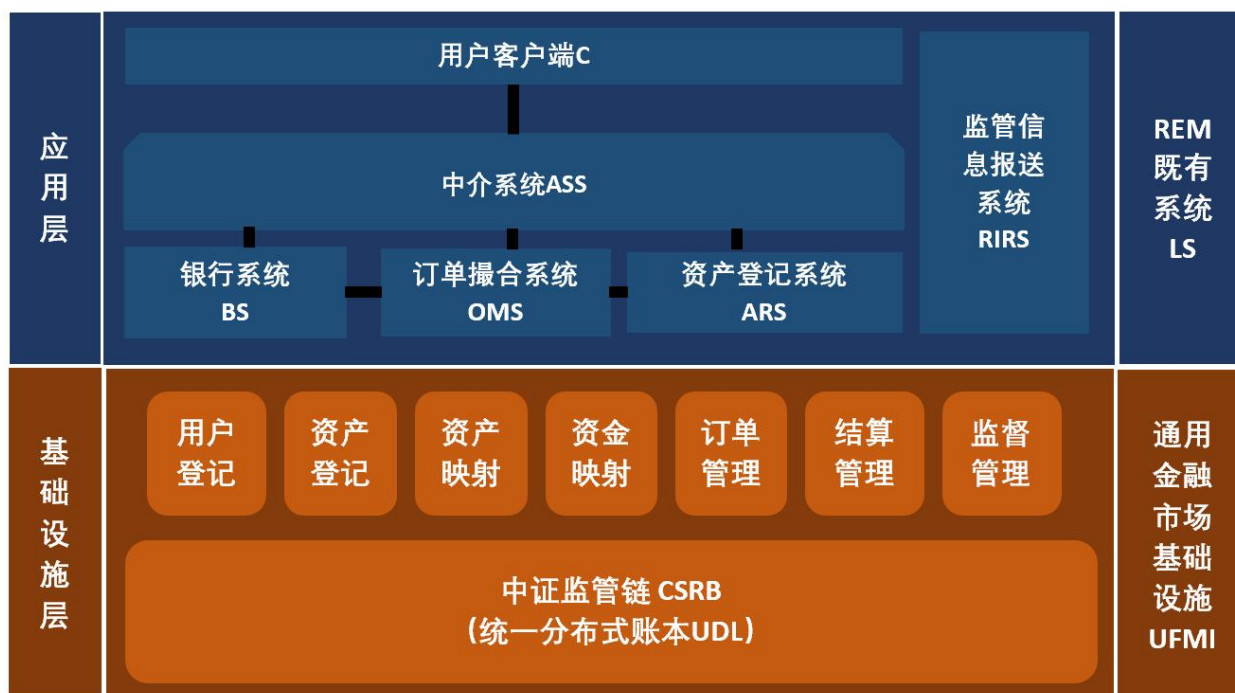 应
用
层
用户客户端C
中介系统ASS
银行系统
BS
订单撮合系统
OMS
资产登记系统
ARS
监管信
息报送
系统
RIRS
REM
既有
系统
LS
基
础
设
施
层
用户
登记
资产
登记
资产
映射
资金
映射
订单
管理
结算
管理
监督
管理
中证监管链 CSRB
(统一分布式账本UDL)
通用
金融
市场
基础
设施
UFMI